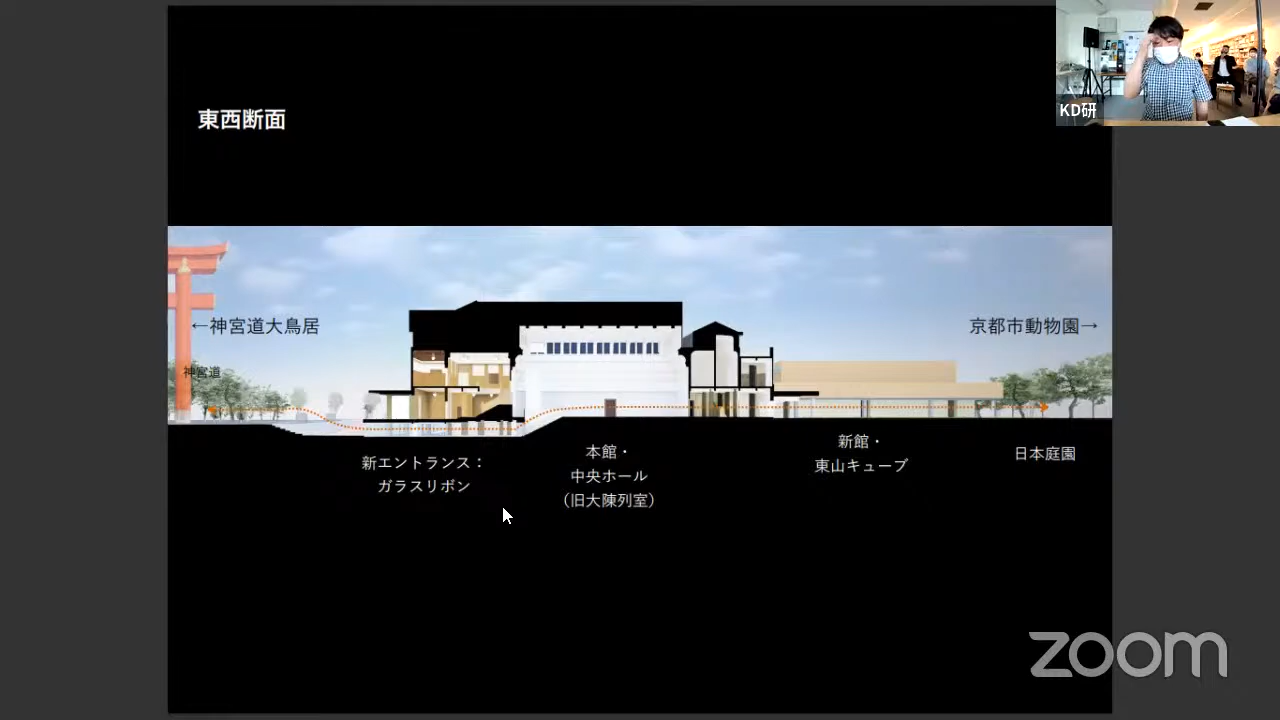 東西断面
KD研
←神宮道大鳥居
京都市動物園→
神宮道
新エントランス：
ガラスリボン
本館・
中央ホール
（旧大陳列室）
新館・
東山キューブ
日本庭園
zoom